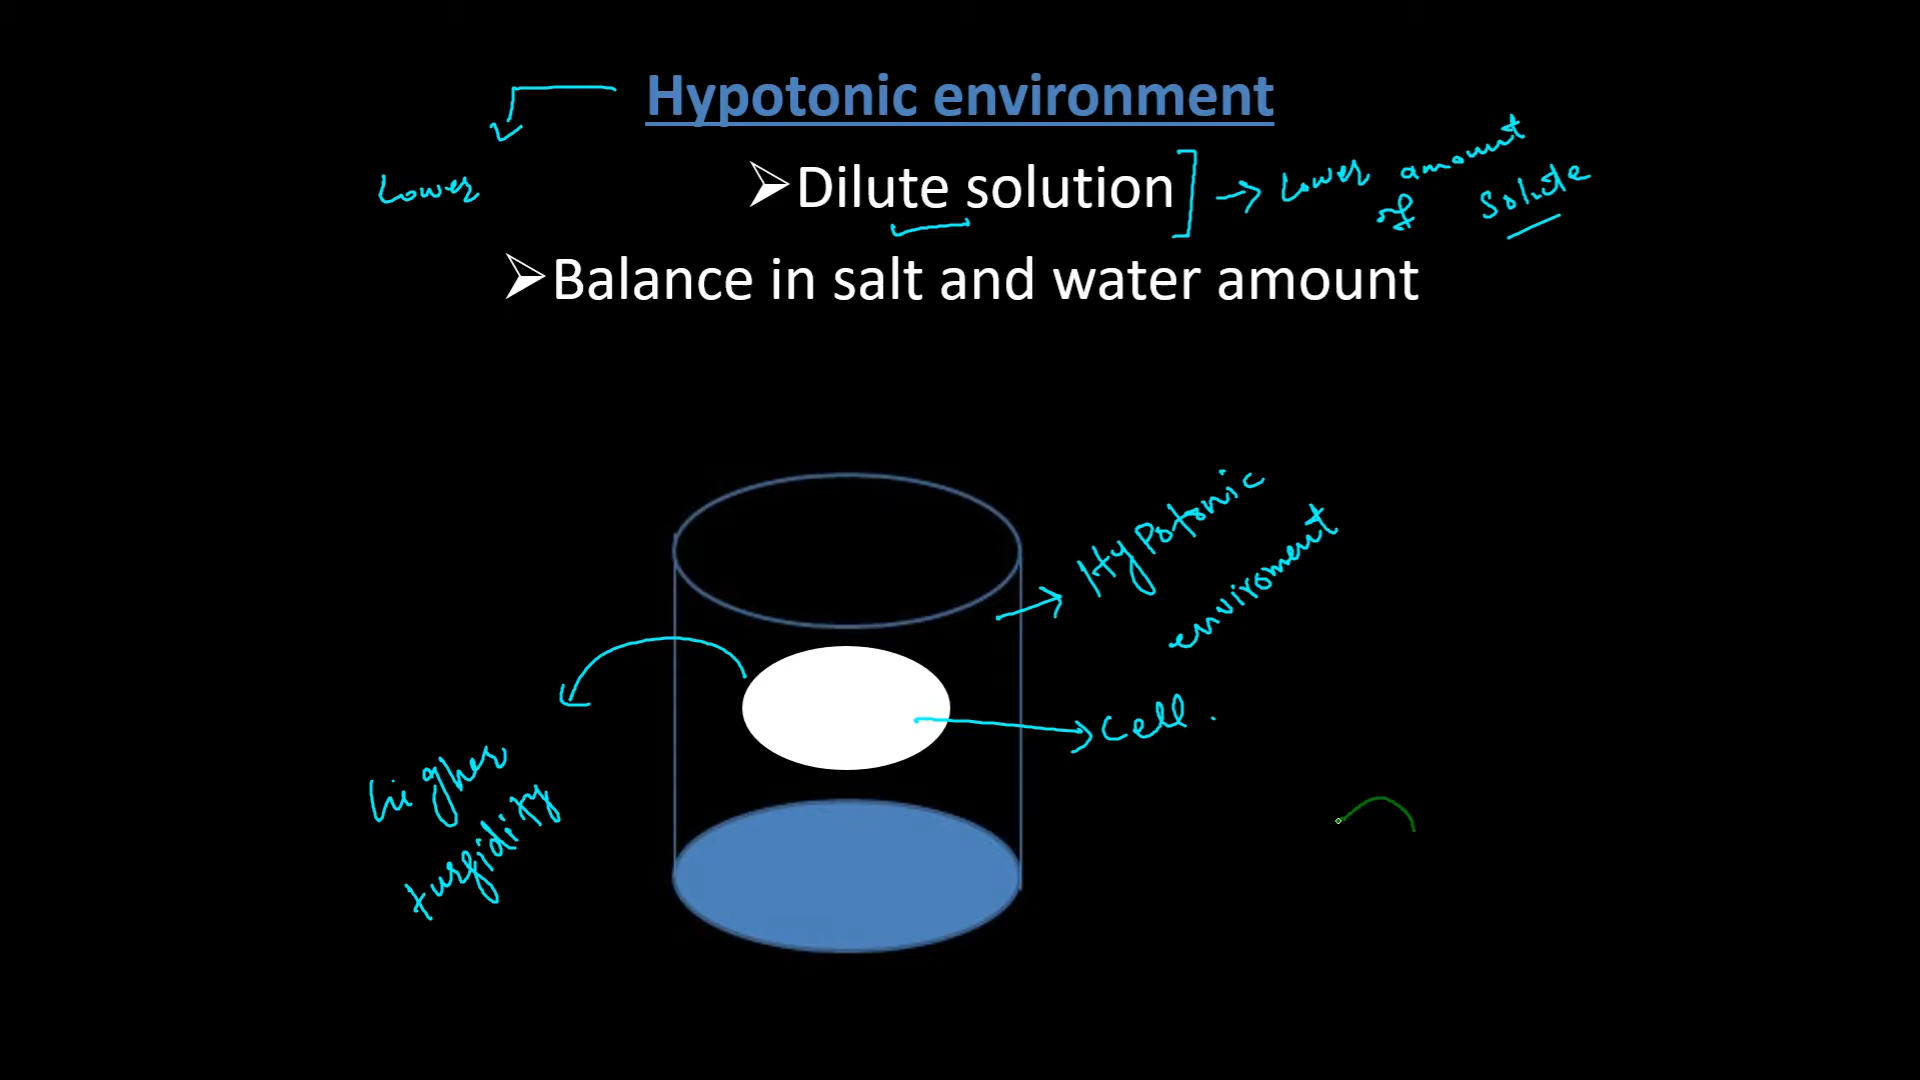 Hypotonic environment
Lower
➢Dilute solution
Lower amount
of solute
➢Balance in salt and water amount
Hypotonic
enviroment
cell.
higher
turgidity